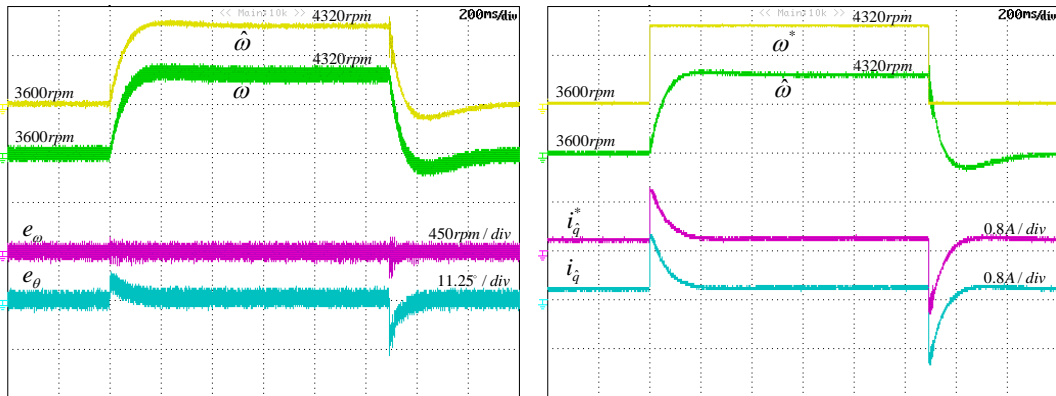 << Main:10k >>
200ms/div
4320rpm
ω̂
4320rpm
ω
3600rpm
3600rpm
e_ω
450rpm / div
e_θ
11.25° / div
<< Main:10k >>
200ms/div
4320rpm
ω*
4320rpm
ω̂
3600rpm
3600rpm
i*_q̂
0.8A / div
i_q̂
0.8A / div